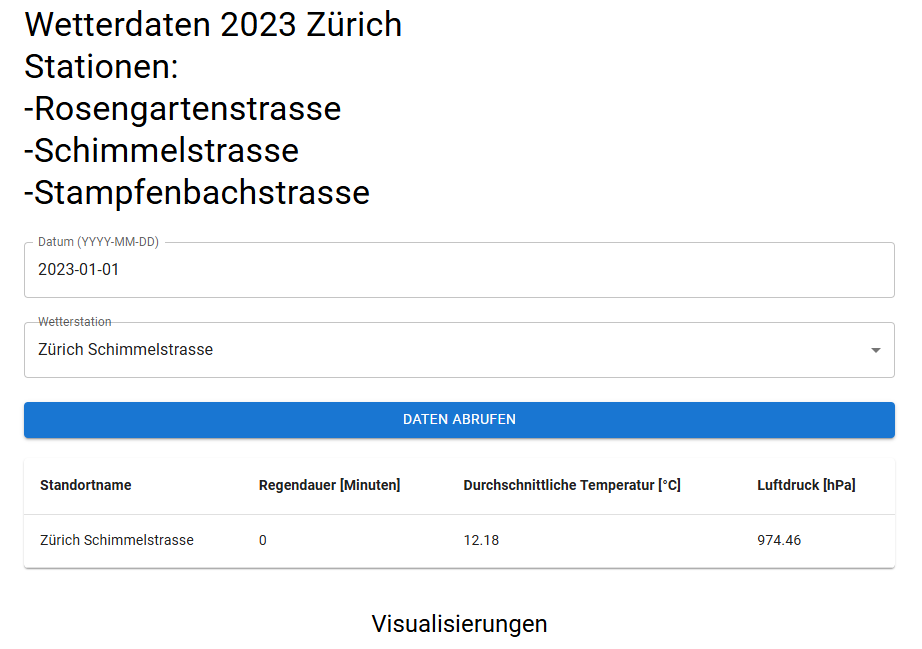 Wetterdaten 2023 Zürich
Stationen:
-Rosengartenstrasse
-Schimmelstrasse
-Stampfenbachstrasse
Datum (YYYY-MM-DD)
2023-01-01
Wetterstation
Zürich Schimmelstrasse
DATEN ABRUFEN
Standortname Regendauer [Minuten] Durchschnittliche Temperatur [°C] Luftdruck [hPa]
Zürich Schimmelstrasse 0 12.18 974.46
Visualisierungen